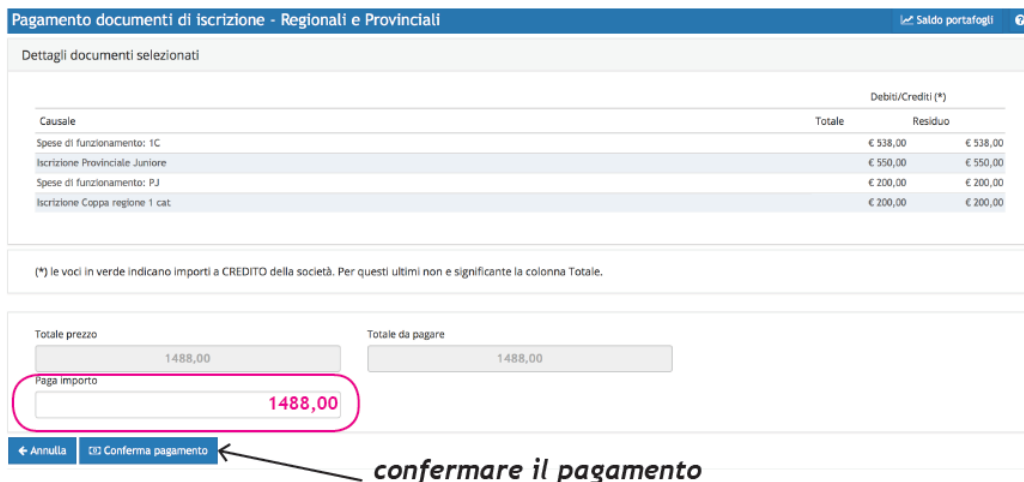 Pagamento documenti di iscrizione - Regionali e Provinciali
Saldo portafogli
Dettagli documenti selezionati
Debiti/Crediti (*)
Causale Totale Residuo
Spese di funzionamento: 1C € 538,00 € 538,00
Iscrizione Provinciale Juniore € 550,00 € 550,00
Spese di funzionamento: PJ € 200,00 € 200,00
Iscrizione Coppa regione 1 cat € 200,00 € 200,00
(*) le voci in verde indicano importi a CREDITO della società. Per questi ultimi non e significante la colonna Totale.
Totale prezzo Totale da pagare
1488,00 1488,00
Paga importo
1488,00
Annulla Conferma pagamento
confermare il pagamento